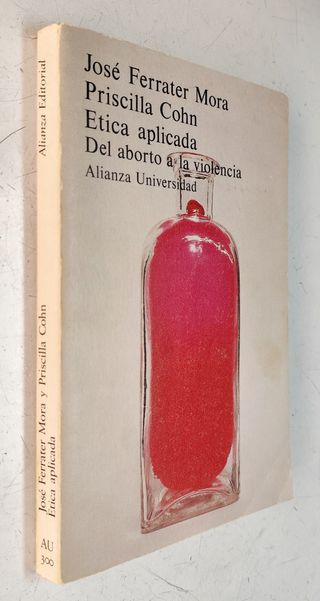 José Ferrater Mora
Priscilla Cohn
Etica aplicada
Del aborto a la violencia
Alianza Universidad
Alianza Editorial
José Ferrater Mora y Priscilla Cohn
Etica aplicada
AU
300